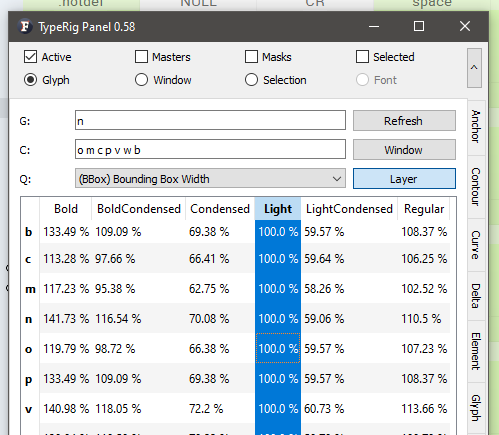 .notdef NULL CR space
TypeRig Panel 0.58
Active Masters Masks Selected
Glyph Window Selection Font
G: n Refresh
C: o m c p v w b Window
Q: (BBox) Bounding Box Width Layer
Bold BoldCondensed Condensed Light LightCondensed Regular
b 133.49 % 109.09 % 69.38 % 100.0 % 59.57 % 108.37 %
c 113.28 % 97.66 % 66.41 % 100.0 % 59.64 % 106.25 %
m 117.23 % 95.38 % 62.75 % 100.0 % 58.26 % 102.52 %
n 141.73 % 116.54 % 70.08 % 100.0 % 59.06 % 110.5 %
o 119.79 % 98.72 % 66.38 % 100.0 % 59.57 % 107.23 %
p 133.49 % 109.09 % 69.38 % 100.0 % 59.57 % 108.37 %
v 140.98 % 118.05 % 72.2 % 100.0 % 60.73 % 113.66 %
Anchor
Contour
Curve
Delta
Element
Glyph